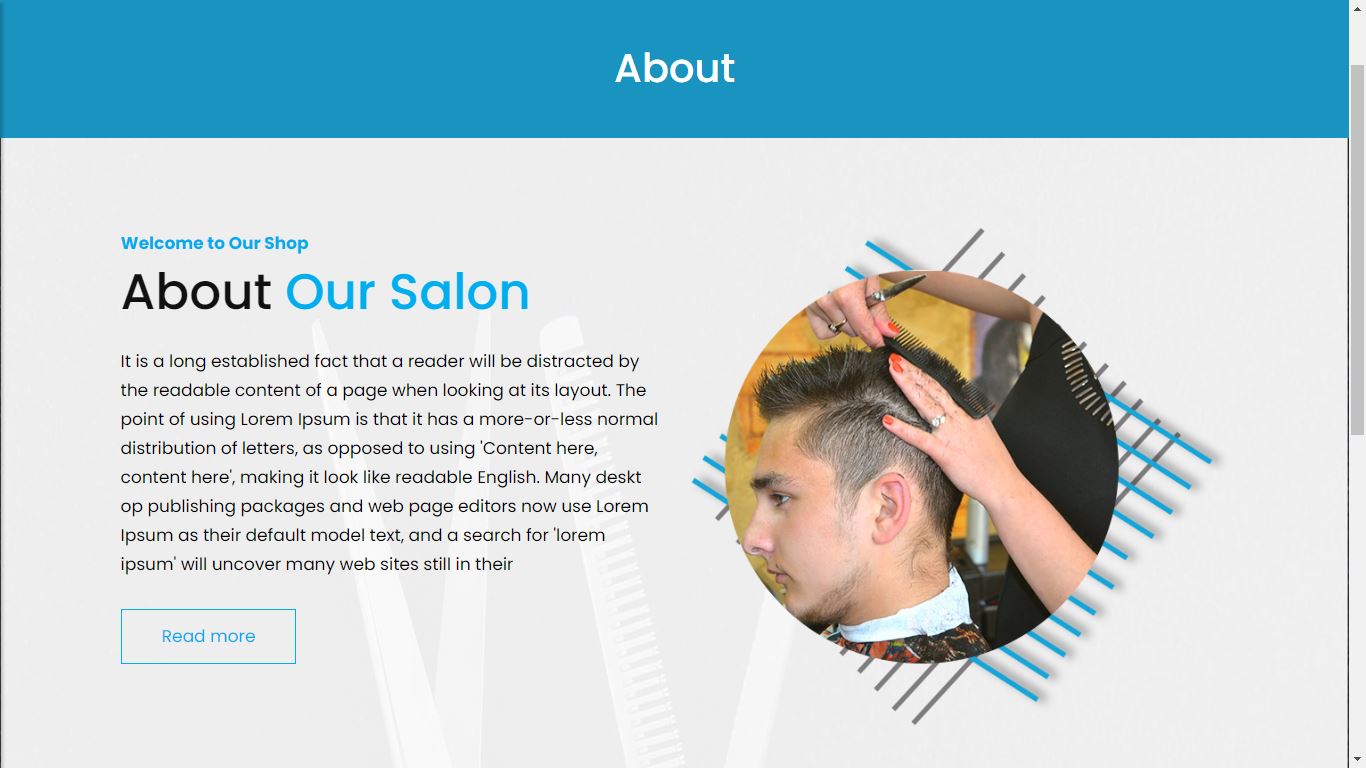 About
Welcome to Our Shop
About Our Salon
It is a long established fact that a reader will be distracted by
the readable content of a page when looking at its layout. The
point of using Lorem Ipsum is that it has a more-or-less normal
distribution of letters, as opposed to using 'Content here,
content here', making it look like readable English. Many deskt
op publishing packages and web page editors now use Lorem
Ipsum as their default model text, and a search for 'lorem
ipsum' will uncover many web sites still in their
Read more